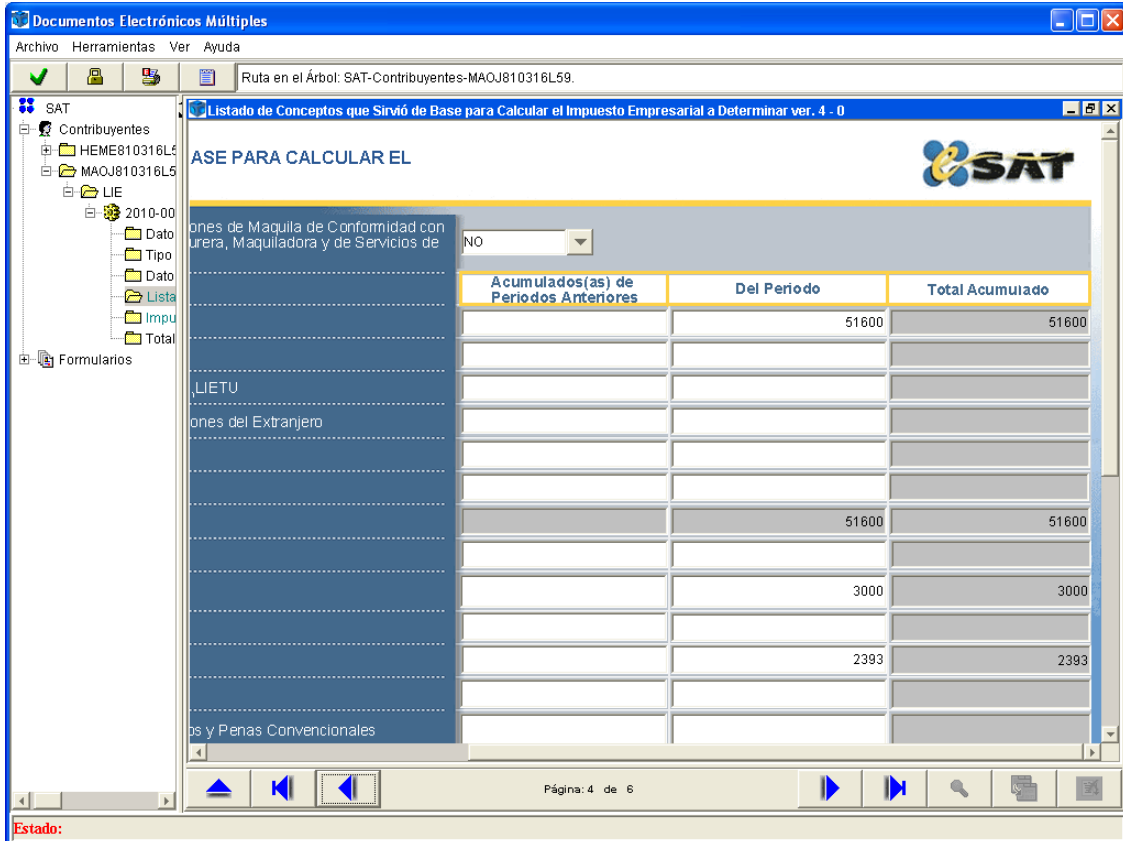 Documentos Electrónicos Múltiples
Archivo Herramientas Ver Ayuda
Ruta en el Árbol: SAT-Contribuyentes-MAOJ810316L59.
SAT
Contribuyentes
HEME810316L5
MAOJ810316L5
LIE
2010-00
Dato
Tipo
Dato
Lista
Impu
Total
Formularios
Listado de Conceptos que Sirvió de Base para Calcular el Impuesto Empresarial a Determinar ver. 4 - 0
ASE PARA CALCULAR EL
eSAT
ones de Maquila de Conformidad con
urera, Maquiladora y de Servicios de
NO
Acumulados(as) de
Periodos Anteriores
Del Periodo
Total Acumulado
51600 51600
LIETU
ones del Extranjero
51600 51600
3000 3000
2393 2393
os y Penas Convencionales
Página: 4 de 6
Estado: